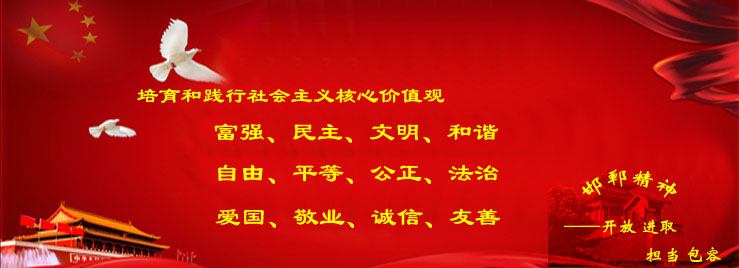 培育和践行社会主义核心价值观
富强、民主、文明、和谐
自由、平等、公正、法治
爱国、敬业、诚信、友善
邯郸精神
——开放 进取
担当 包容